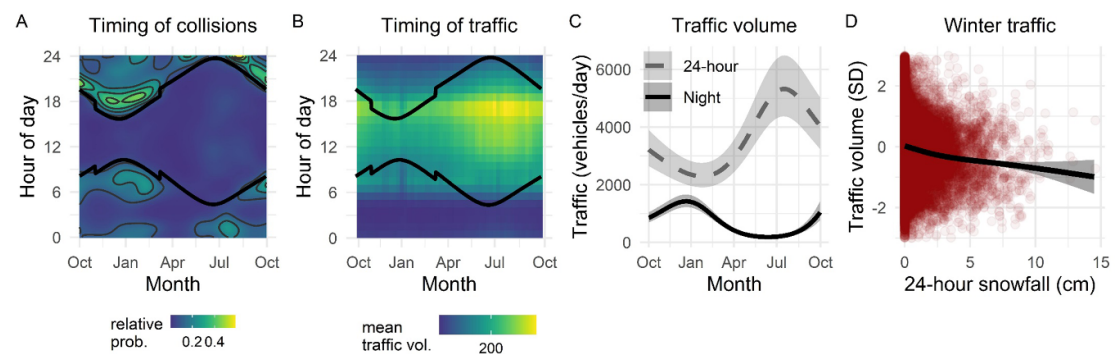 A Timing of collisions
Hour of day
24
18
12
6
0
Oct Jan Apr Jul Oct
Month
relative prob.
0.2 0.4
B Timing of traffic
Hour of day
24
18
12
6
0
Oct Jan Apr Jul Oct
Month
mean traffic vol.
200
C Traffic volume
Traffic (vehicles/day)
6000
4000
2000
0
24-hour
Night
Oct Jan Apr Jul Oct
Month
D Winter traffic
Traffic volume (SD)
2
0
-2
0 5 10 15
24-hour snowfall (cm)